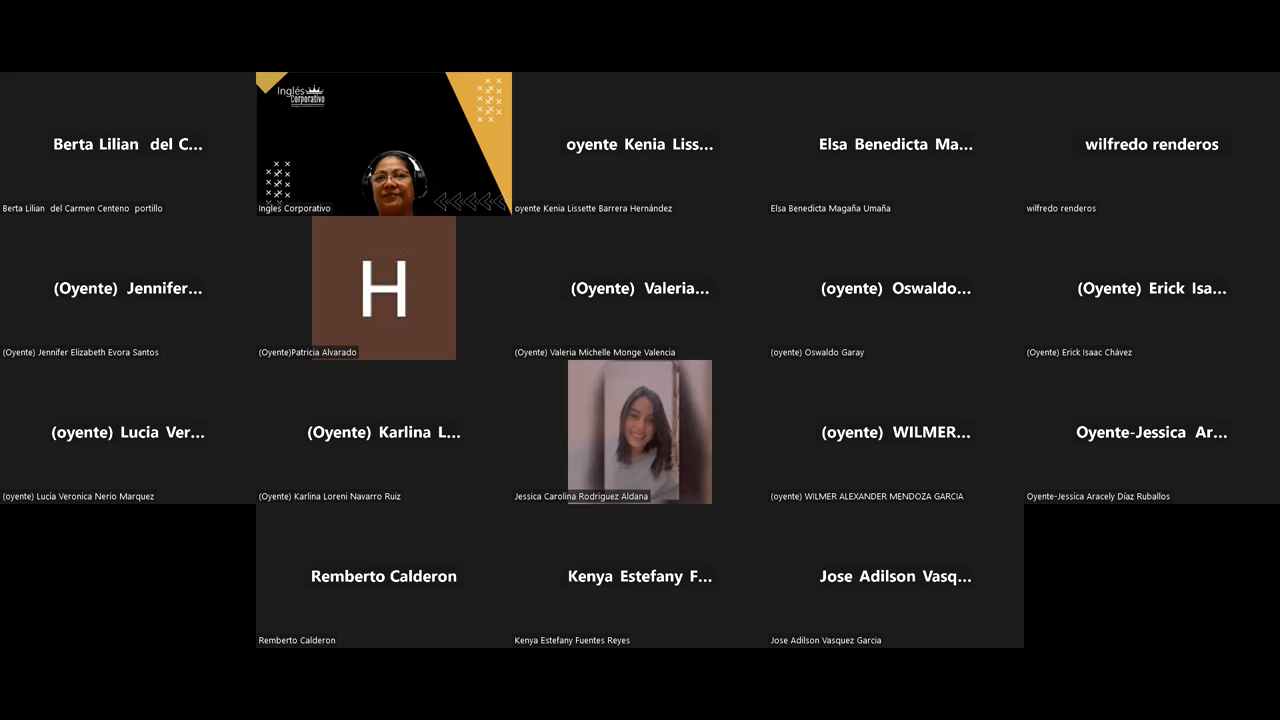 Berta Lilian del C...
Berta Lilian del Carmen Centeno portillo
Inglés
Corporativo
Ingles Corporativo
oyente Kenia Liss...
oyente Kenia Lissette Barrera Hernández
Elsa Benedicta Ma...
Elsa Benedicta Magaña Umaña
wilfredo renderos
wilfredo renderos
(Oyente) Jennifer...
(Oyente) Jennifer Elizabeth Evora Santos
H
(Oyente)Patricia Alvarado
(Oyente) Valeria...
(Oyente) Valeria Michelle Monge Valencia
(oyente) Oswaldo...
(oyente) Oswaldo Garay
(Oyente) Erick Isa...
(Oyente) Erick Isaac Chávez
(oyente) Lucia Ver...
(oyente) Lucia Veronica Nerio Marquez
(Oyente) Karlina L...
(Oyente) Karlina Loreni Navarro Ruiz
Jessica Carolina Rodriguez Aldana
(oyente) WILMER...
(oyente) WILMER ALEXANDER MENDOZA GARCIA
Oyente-Jessica Ar...
Oyente-Jessica Aracely Díaz Ruballos
Remberto Calderon
Remberto Calderon
Kenya Estefany F...
Kenya Estefany Fuentes Reyes
Jose Adilson Vasq...
Jose Adilson Vasquez Garcia